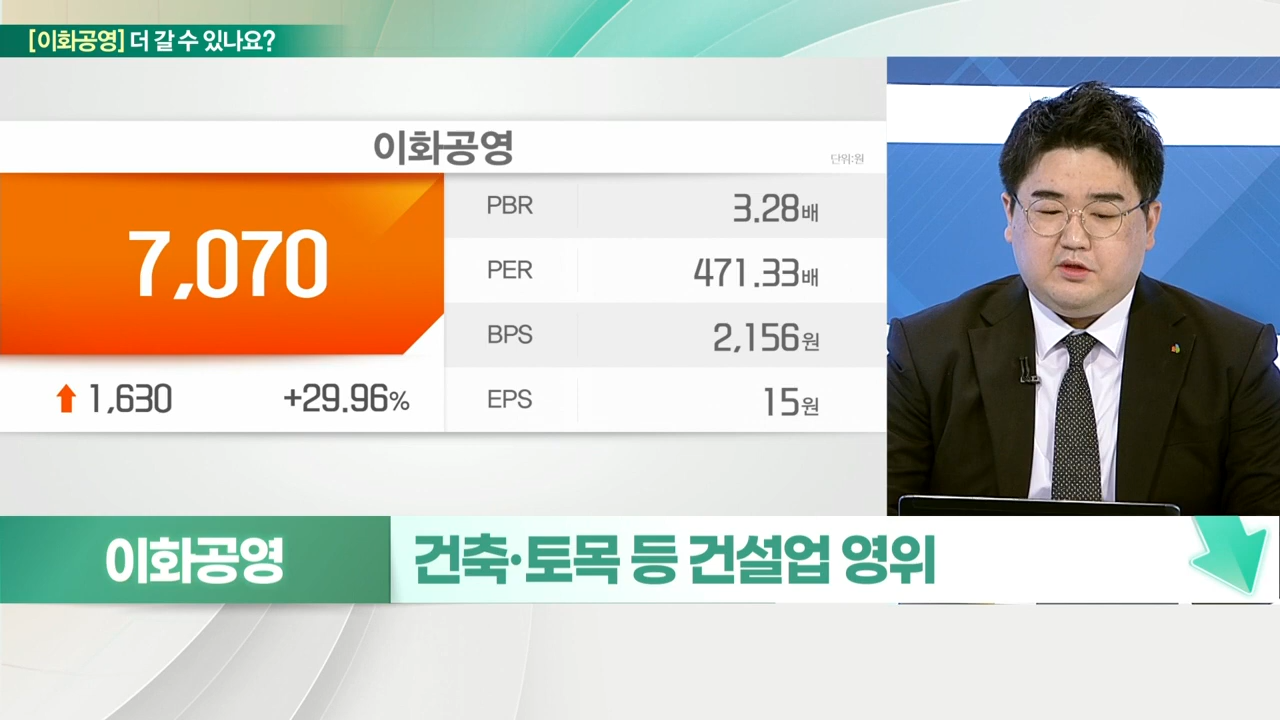 [이화공영] 더 갈 수 있나요?
이화공영
단위:원
7,070
1,630 +29.96%
PBR 3.28배
PER 471.33배
BPS 2,156원
EPS 15원
이화공영 건축·토목 등 건설업 영위